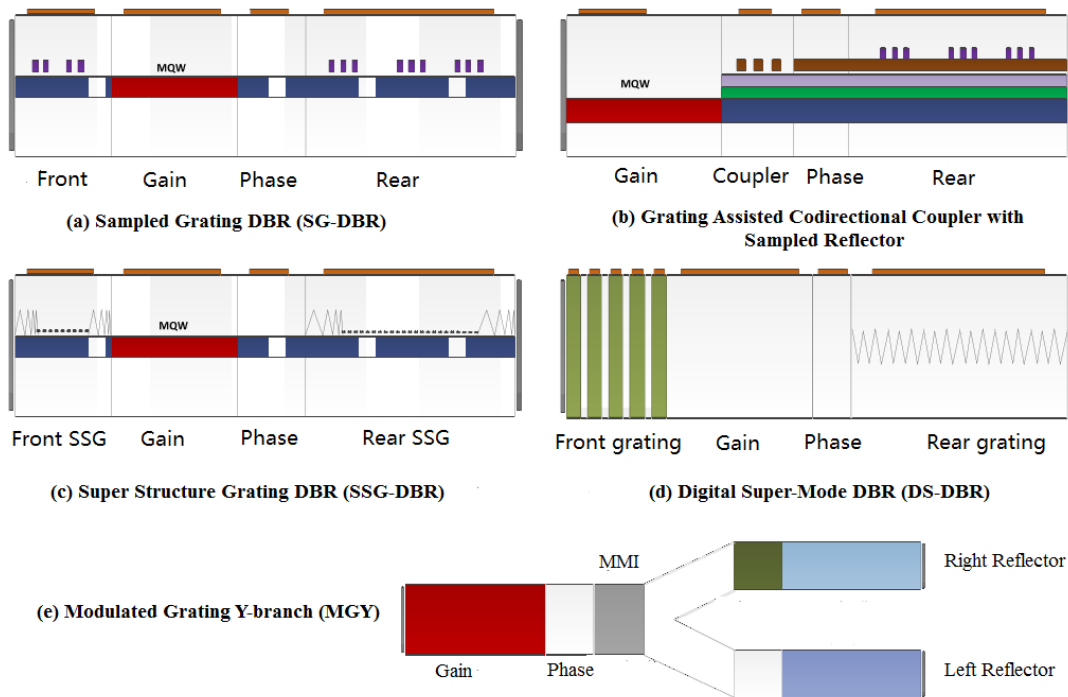 MQW
Front Gain Phase Rear
(a) Sampled Grating DBR (SG-DBR)
MQW
Gain Coupler Phase Rear
(b) Grating Assisted Codirectional Coupler with
Sampled Reflector
MQW
Front SSG Gain Phase Rear SSG
(c) Super Structure Grating DBR (SSG-DBR)
Front grating Gain Phase Rear grating
(d) Digital Super-Mode DBR (DS-DBR)
(e) Modulated Grating Y-branch (MGY)
MMI
Gain Phase
Right Reflector
Left Reflector